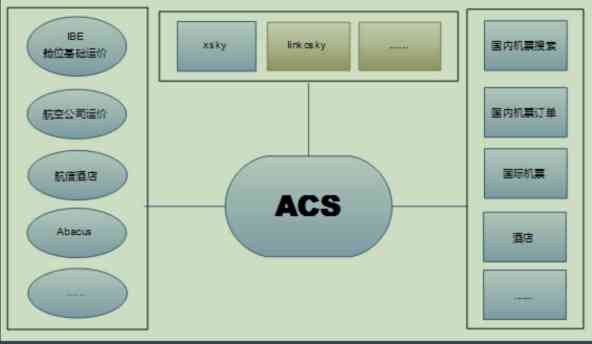 IBE
舱位基础运价
航空公司运价
航信酒店
Abacus
......
xsky
linkosky
......
ACS
国内机票搜索
国内机票订单
国际机票
酒店
......